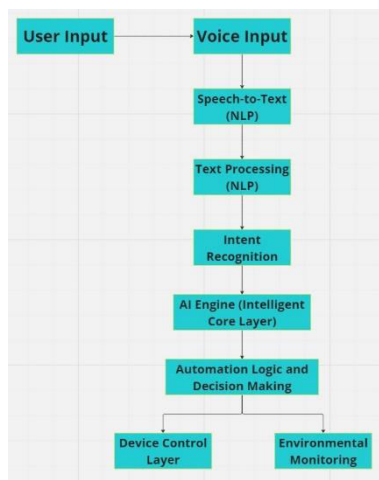 User Input
Voice Input
Speech-to-Text
(NLP)
Text Processing
(NLP)
Intent
Recognition
AI Engine (Intelligent
Core Layer)
Automation Logic and
Decision Making
Device Control
Layer
Environmental
Monitoring